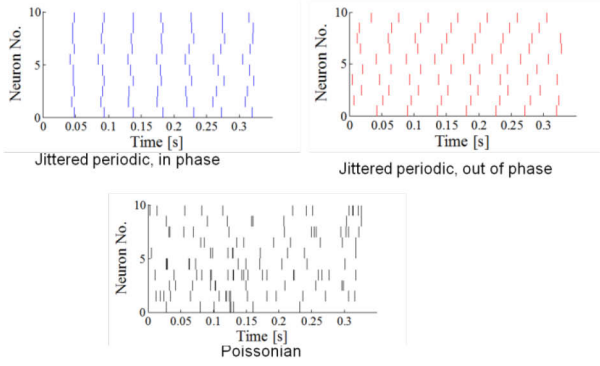 10
5
0
Neuron No.
0 0.05 0.1 0.15 0.2 0.25 0.3
Time [s]
Jittered periodic, in phase
10
5
0
Neuron No.
0 0.05 0.1 0.15 0.2 0.25 0.3
Time [s]
Jittered periodic, out of phase
10
5
0
Neuron No.
0 0.05 0.1 0.15 0.2 0.25 0.3
Time [s]
Poissonian